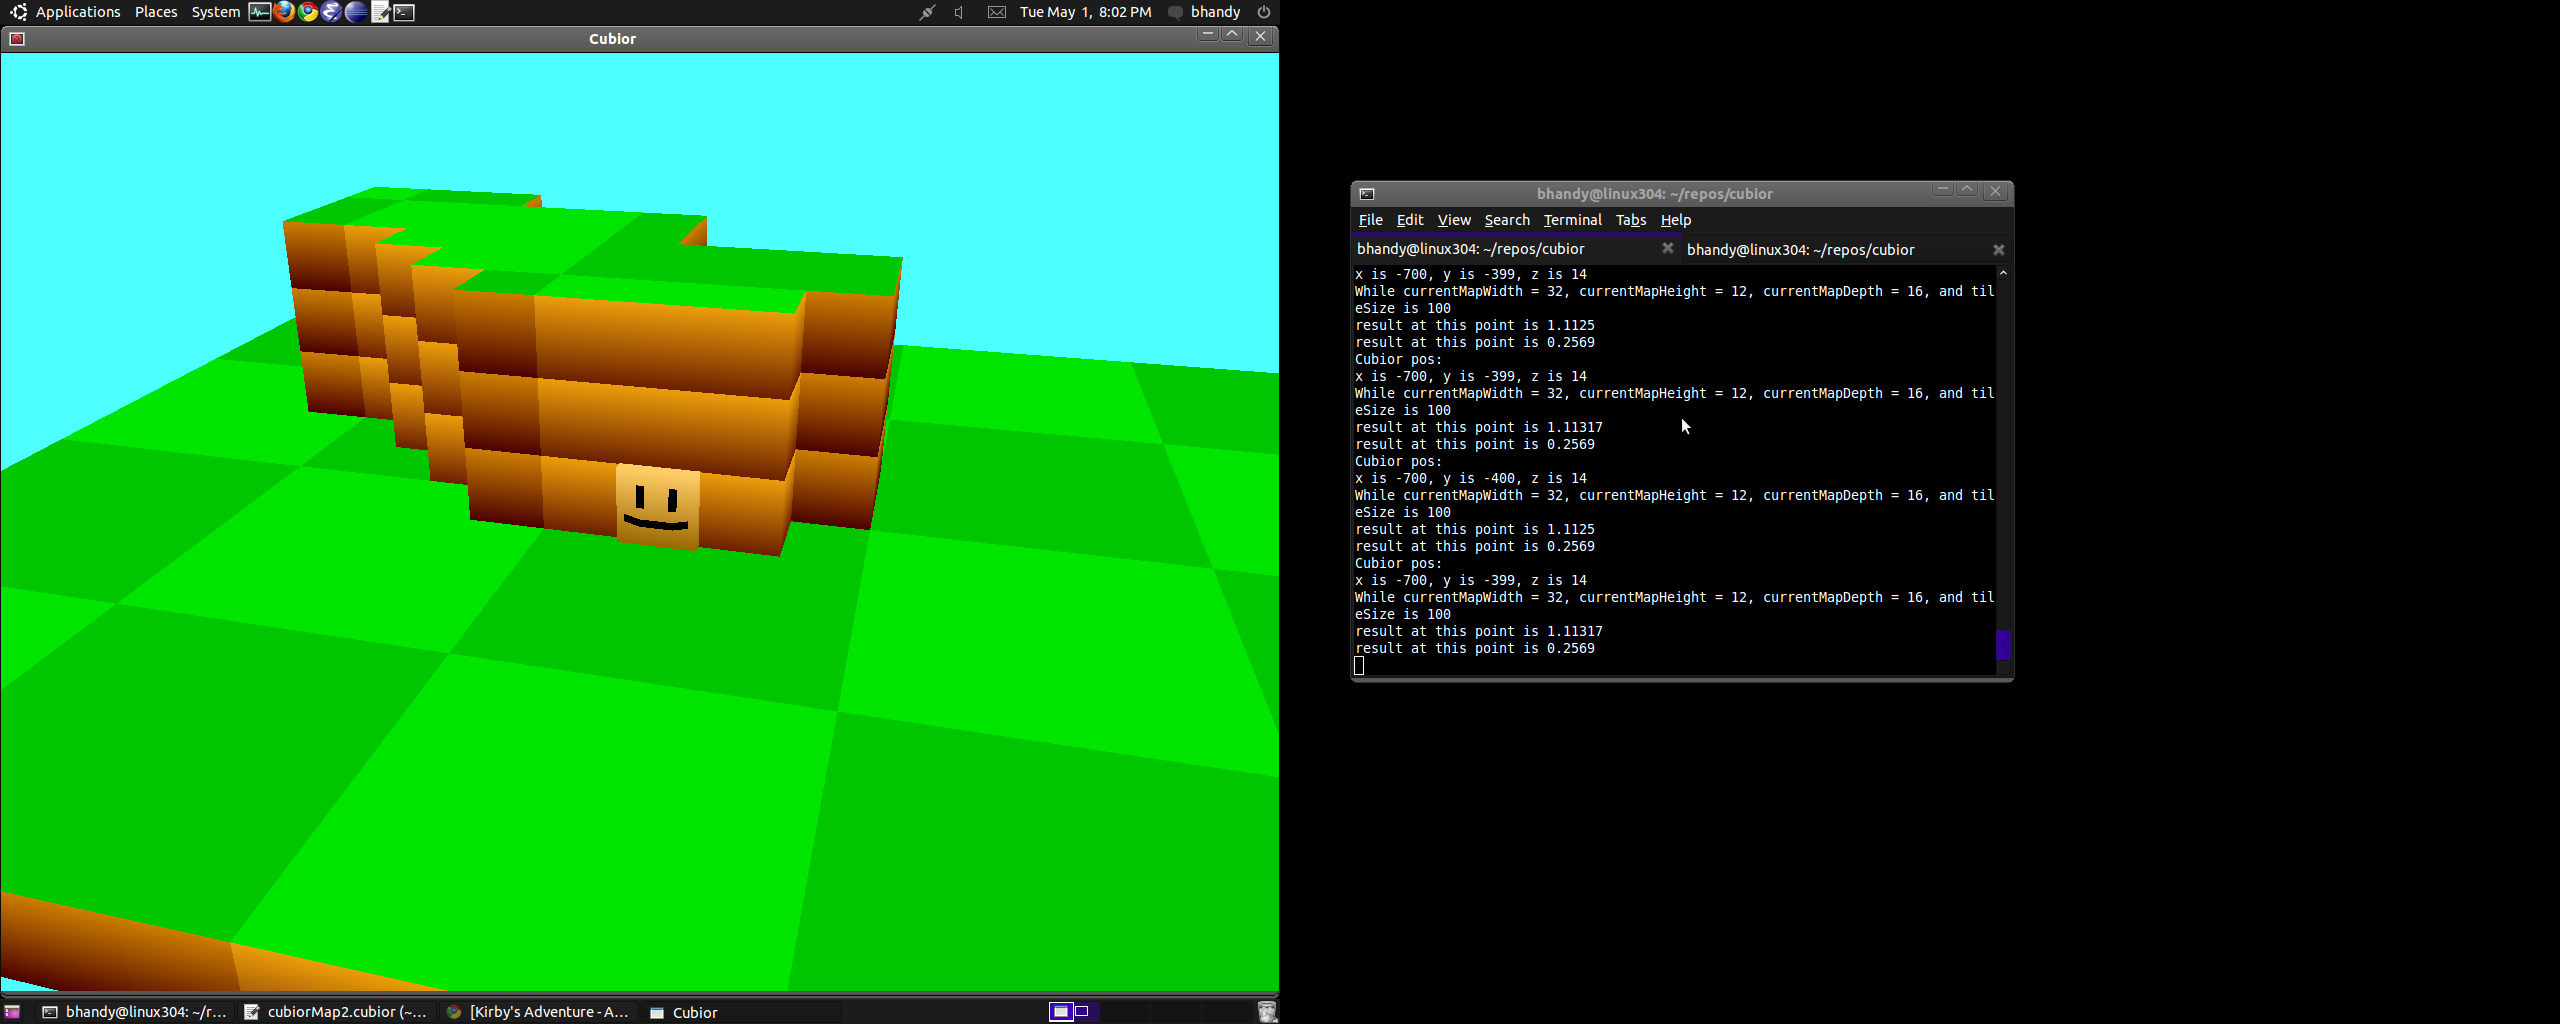 Applications Places System
Tue May 1, 8:02 PM
bhandy
Cubior
bhandy@linux304: ~/repos/cubior
File Edit View Search Terminal Tabs Help
bhandy@linux304: ~/repos/cubior
bhandy@linux304: ~/repos/cubior
x is -700, y is -399, z is 14
While currentMapWidth = 32, currentMapHeight = 12, currentMapDepth = 16, and til
eSize is 100
result at this point is 1.1125
result at this point is 0.2569
Cubior pos:
x is -700, y is -399, z is 14
While currentMapWidth = 32, currentMapHeight = 12, currentMapDepth = 16, and til
eSize is 100
result at this point is 1.11317
result at this point is 0.2569
Cubior pos:
x is -700, y is -400, z is 14
While currentMapWidth = 32, currentMapHeight = 12, currentMapDepth = 16, and til
eSize is 100
result at this point is 1.1125
result at this point is 0.2569
Cubior pos:
x is -700, y is -399, z is 14
While currentMapWidth = 32, currentMapHeight = 12, currentMapDepth = 16, and til
eSize is 100
result at this point is 1.11317
result at this point is 0.2569
bhandy@linux304: ~/r...
cubiorMap2.cubior (~...
[Kirby's Adventure - A...
Cubior